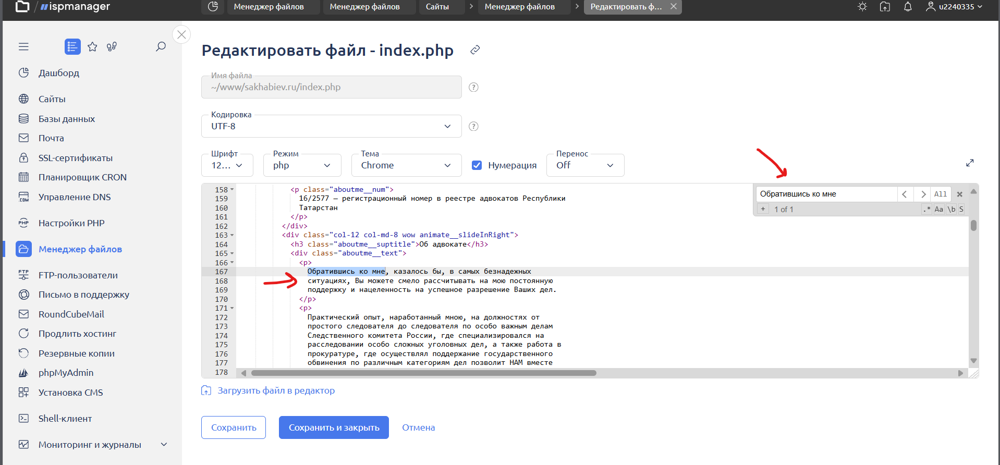 ispmanager
Менеджер файлов
Менеджер файлов
Сайты
Менеджер файлов
Редактировать ф...
u2240335
Дашборд
Сайты
Базы данных
Почта
SSL-сертификаты
Планировщик CRON
Управление DNS
Настройки PHP
Менеджер файлов
FTP-пользователи
Письмо в поддержку
RoundCubeMail
Продлить хостинг
Резервные копии
phpMyAdmin
Установка CMS
Shell-клиент
Мониторинг и журналы
Редактировать файл - index.php
Имя файла
~/www/sakhabiev.ru/index.php
Кодировка
UTF-8
Шрифт
12...
Режим
php
Тема
Chrome
Нумерация
Перенос
Off
Обратившись ко мне
All
+ 1 of 1 .* Aa \b S
158 <p class="aboutme__num">
159 16/2577 — регистрационный номер в реестре адвокатов Республики
160 Татарстан
161 </p>
162 </div>
163 <div class="col-12 col-md-8 wow animate__slideInRight">
164 <h3 class="aboutme__suptitle">Об адвокате</h3>
165 <div class="aboutme__text">
166 <p>
167 Обратившись ко мне, казалось бы, в самых безнадежных
168 ситуациях, Вы можете смело рассчитывать на мою постоянную
169 поддержку и нацеленность на успешное разрешение Ваших дел.
170 </p>
171 <p>
172 Практический опыт, наработанный мною, на должностях от
173 простого следователя до следователя по особо важным делам
174 Следственного комитета России, где специализировался на
175 расследовании особо сложных уголовных дел, а также работа в
176 прокуратуре, где осуществлял поддержание государственного
177 обвинения по различным категориям дел позволит НАМ вместе
178
Загрузить файл в редактор
Сохранить
Сохранить и закрыть
Отмена